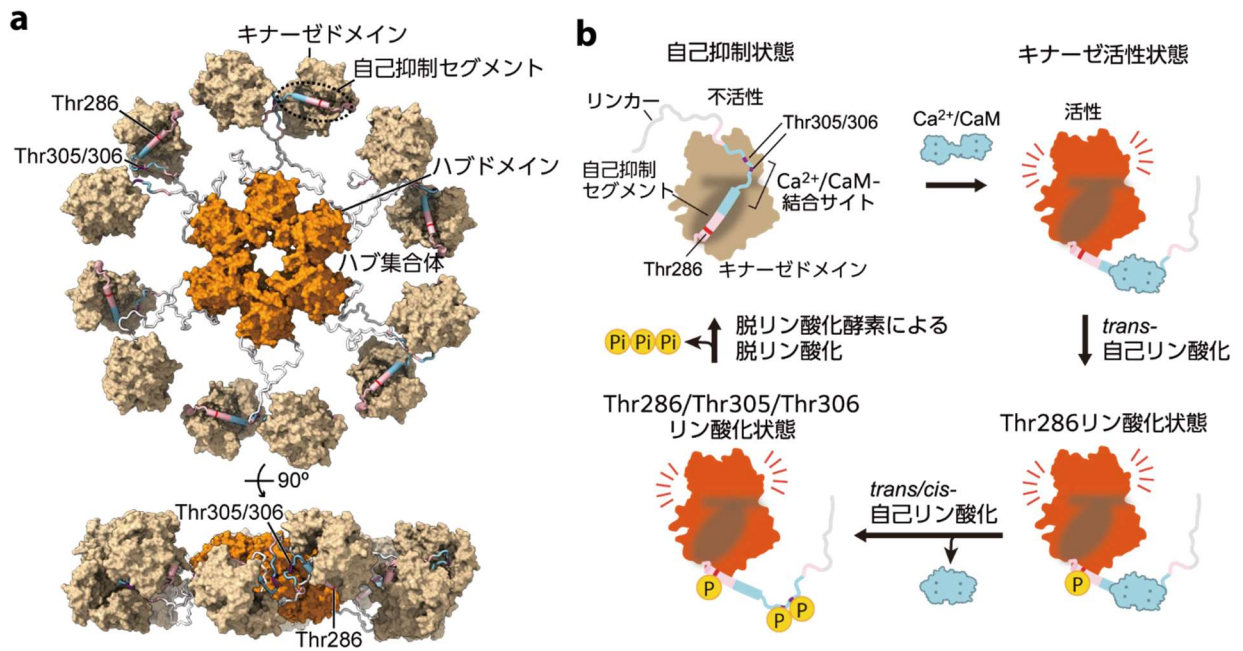 a
キナーゼドメイン
自己抑制セグメント
Thr286
Thr305/306
ハブドメイン
ハブ集合体
90º
Thr305/306
Thr286
b
自己抑制状態
リンカー
不活性
Thr305/306
自己抑制
セグメント
Ca²⁺/CaM-
結合サイト
Thr286
キナーゼドメイン
Ca²⁺/CaM
キナーゼ活性状態
活性
trans-
自己リン酸化
Thr286リン酸化状態
P
trans/cis-
自己リン酸化
Thr286/Thr305/Thr306
リン酸化状態
P
P
P
Pi Pi Pi
脱リン酸化酵素による
脱リン酸化